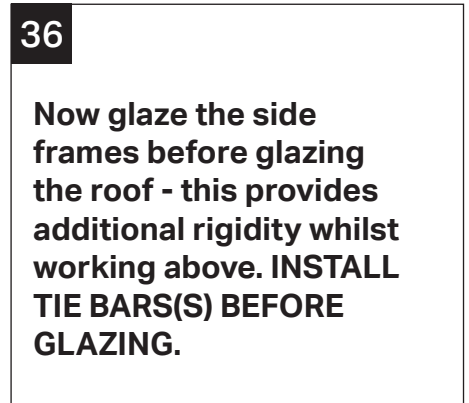 36
Now glaze the side
frames before glazing
the roof - this provides
additional rigidity whilst
working above. INSTALL
TIE BARS(S) BEFORE
GLAZING.